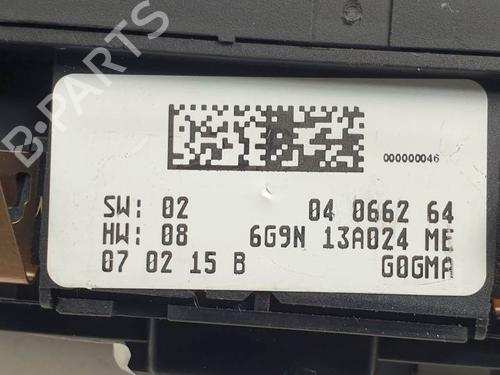 B-PARTS
000000046
SW: 02 04 0662 64
HW: 08 6G9N 13A024 ME
07 02 15 B G0GMA